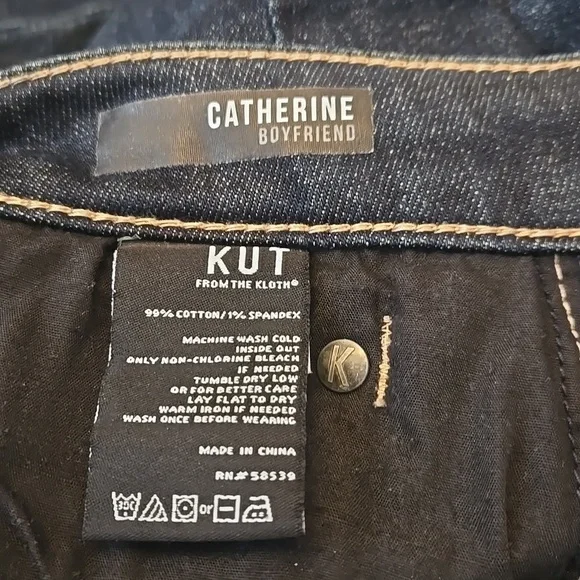 CATHERINE
BOYFRIEND
KUT
FROM THE KLOTH®
99% COTTON/1% SPANDEX
MACHINE WASH COLD
INSIDE OUT
ONLY NON-CHLORINE BLEACH
IF NEEDED
TUMBLE DRY LOW
OR FOR BETTER CARE
LAY FLAT TO DRY
WARM IRON IF NEEDED
WASH ONCE BEFORE WEARING
MADE IN CHINA
RN#58539
30C or
K